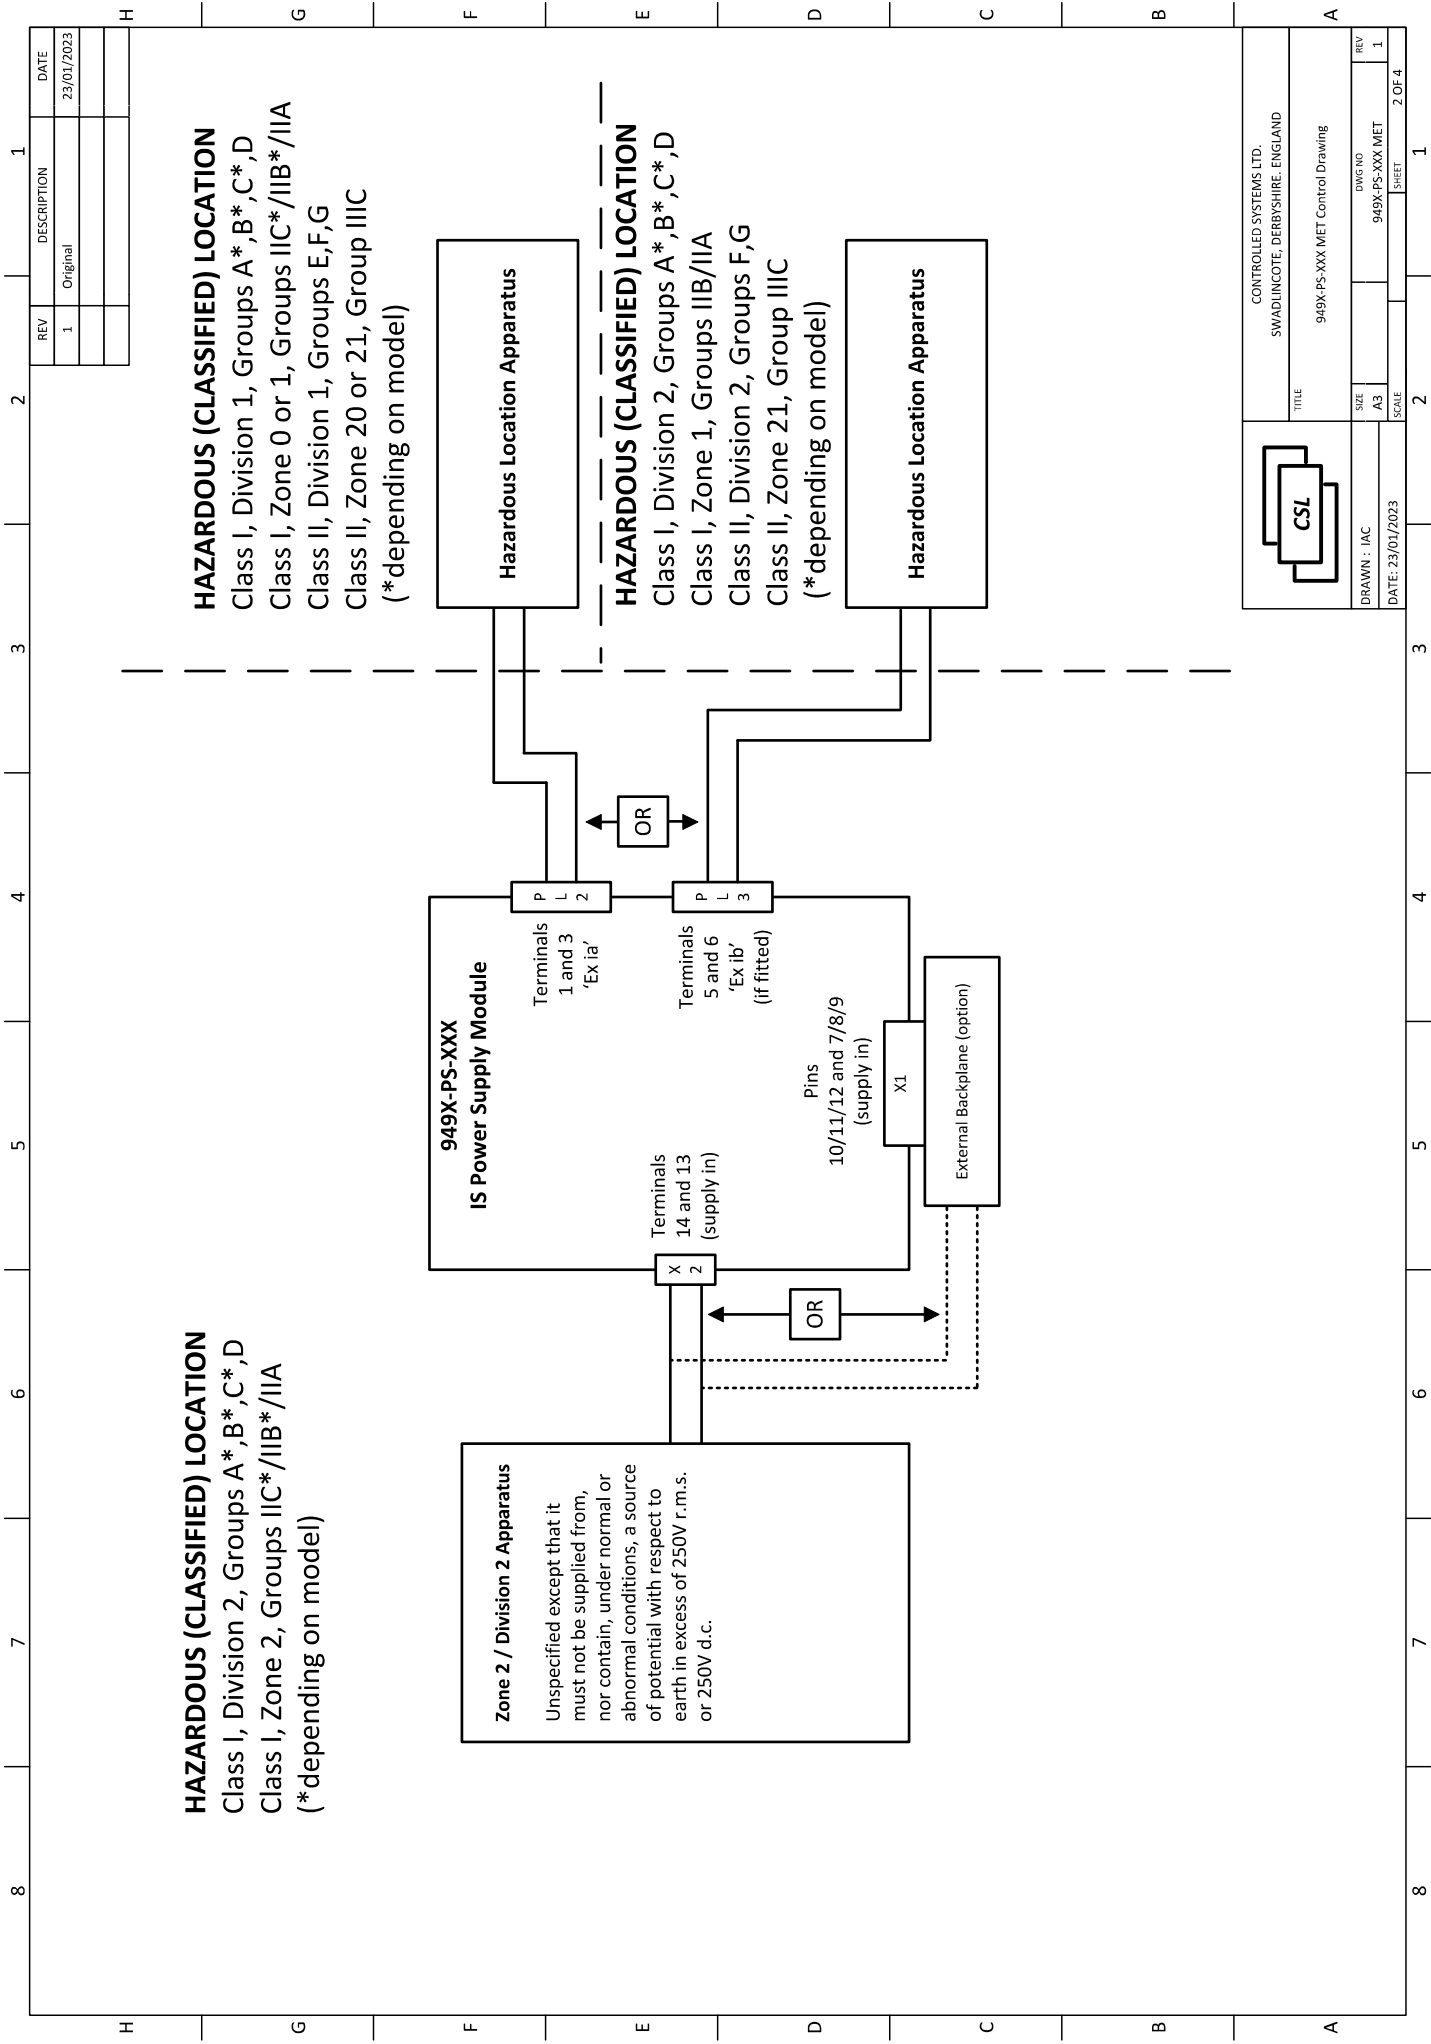 8
7
6
5
4
3
2
1
H
G
F
E
D
C
B
A
REV
DESCRIPTION
DATE
1
Original
23/01/2023
HAZARDOUS (CLASSIFIED) LOCATION
Class I, Division 2, Groups A*,B*,C*,D
Class I, Zone 2, Groups IIC*/IIB*/IIA
(*depending on model)
HAZARDOUS (CLASSIFIED) LOCATION
Class I, Division 1, Groups A*,B*,C*,D
Class I, Zone 0 or 1, Groups IIC*/IIB*/IIA
Class II, Division 1, Groups E,F,G
Class II, Zone 20 or 21, Group IIIC
(*depending on model)
Zone 2 / Division 2 Apparatus
Unspecified except that it
must not be supplied from,
nor contain, under normal or
abnormal conditions, a source
of potential with respect to
earth in excess of 250V r.m.s.
or 250V d.c.
OR
X
2
Terminals
14 and 13
(supply in)
949X-PS-XXX
IS Power Supply Module
Terminals
1 and 3
‘Ex ia’
P
L
2
Terminals
5 and 6
‘Ex ib’
(if fitted)
P
L
3
Pins
10/11/12 and 7/8/9
(supply in)
X1
External Backplane (option)
OR
Hazardous Location Apparatus
HAZARDOUS (CLASSIFIED) LOCATION
Class I, Division 2, Groups A*,B*,C*,D
Class I, Zone 1, Groups IIB/IIA
Class II, Division 2, Groups F,G
Class II, Zone 21, Group IIIC
(*depending on model)
Hazardous Location Apparatus
CSL
DRAWN : IAC
DATE: 23/01/2023
CONTROLLED SYSTEMS LTD.
SWADLINCOTE, DERBYSHIRE. ENGLAND
TITLE
949X-PS-XXX MET Control Drawing
SIZE
A3
DWG NO
949X-PS-XXX MET
REV
1
SCALE
SHEET
2 OF 4
H
G
F
E
D
C
B
A
8
7
6
5
4
3
2
1